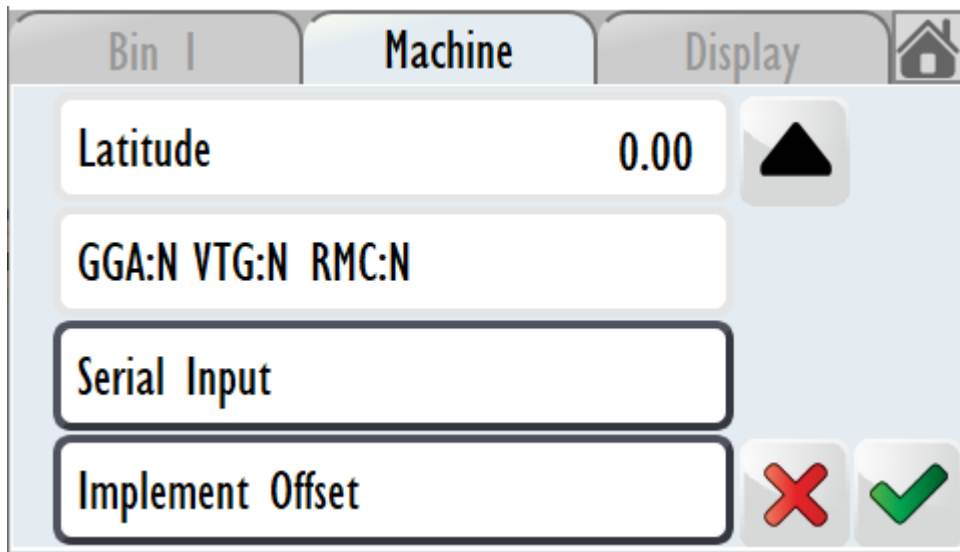 Bin 1 Machine Display
Latitude 0.00
GGA:N VTG:N RMC:N
Serial Input
Implement Offset